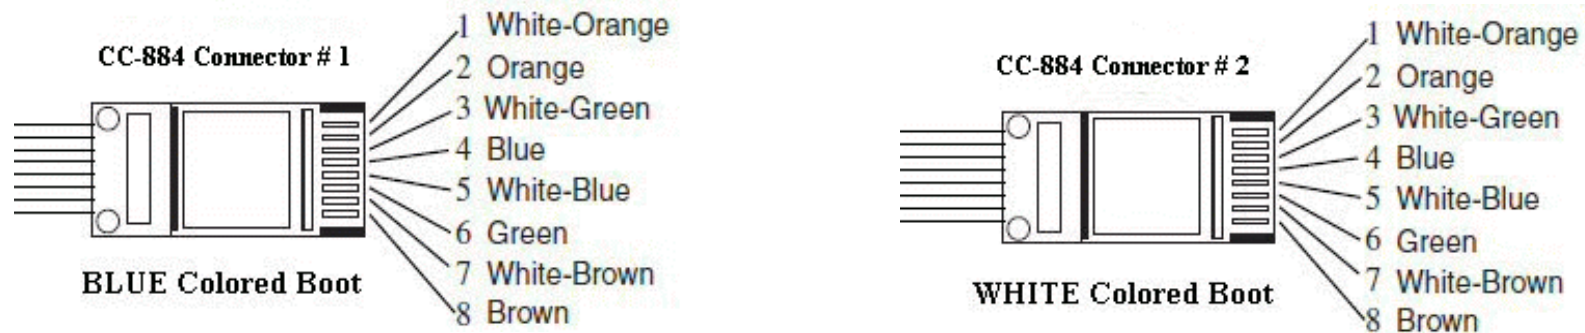 CC-884 Connector # 1
1 White-Orange
2 Orange
3 White-Green
4 Blue
5 White-Blue
6 Green
7 White-Brown
8 Brown
BLUE Colored Boot
CC-884 Connector # 2
1 White-Orange
2 Orange
3 White-Green
4 Blue
5 White-Blue
6 Green
7 White-Brown
8 Brown
WHITE Colored Boot